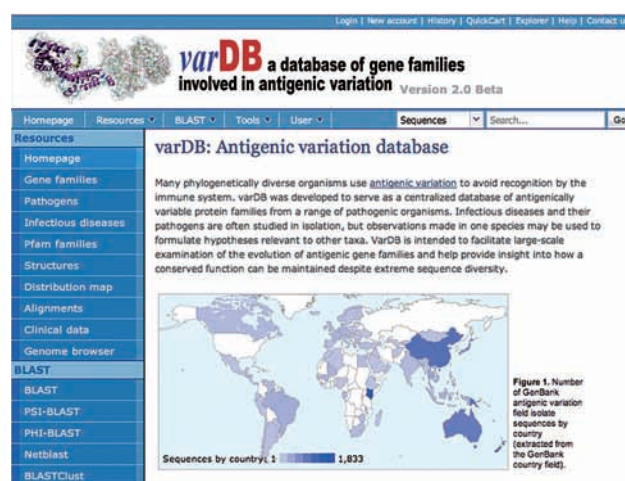 Login | New account | History | QuickCart | Explorer | Help | Contact u
varDB a database of gene families
involved in antigenic variation Version 2.0 Beta
Homepage Resources BLAST Tools User Sequences Search... Go
Resources
Homepage
Gene families
Pathogens
Infectious diseases
Pfam families
Structures
Distribution map
Alignments
Clinical data
Genome browser
BLAST
BLAST
PSI-BLAST
PHI-BLAST
Netblast
BLASTClust
varDB: Antigenic variation database
Many phylogenetically diverse organisms use antigenic variation to avoid recognition by the
immune system. varDB was developed to serve as a centralized database of antigenically
variable protein families from a range of pathogenic organisms. Infectious diseases and their
pathogens are often studied in isolation, but observations made in one species may be used to
formulate hypotheses relevant to other taxa. VarDB is intended to facilitate large-scale
examination of the evolution of antigenic gene families and help provide insight into how a
conserved function can be maintained despite extreme sequence diversity.
Sequences by country: 1 1,833
Figure 1. Number
of GenBank
antigenic variation
field isolate
sequences by
country
(extracted from
the GenBank
country field).